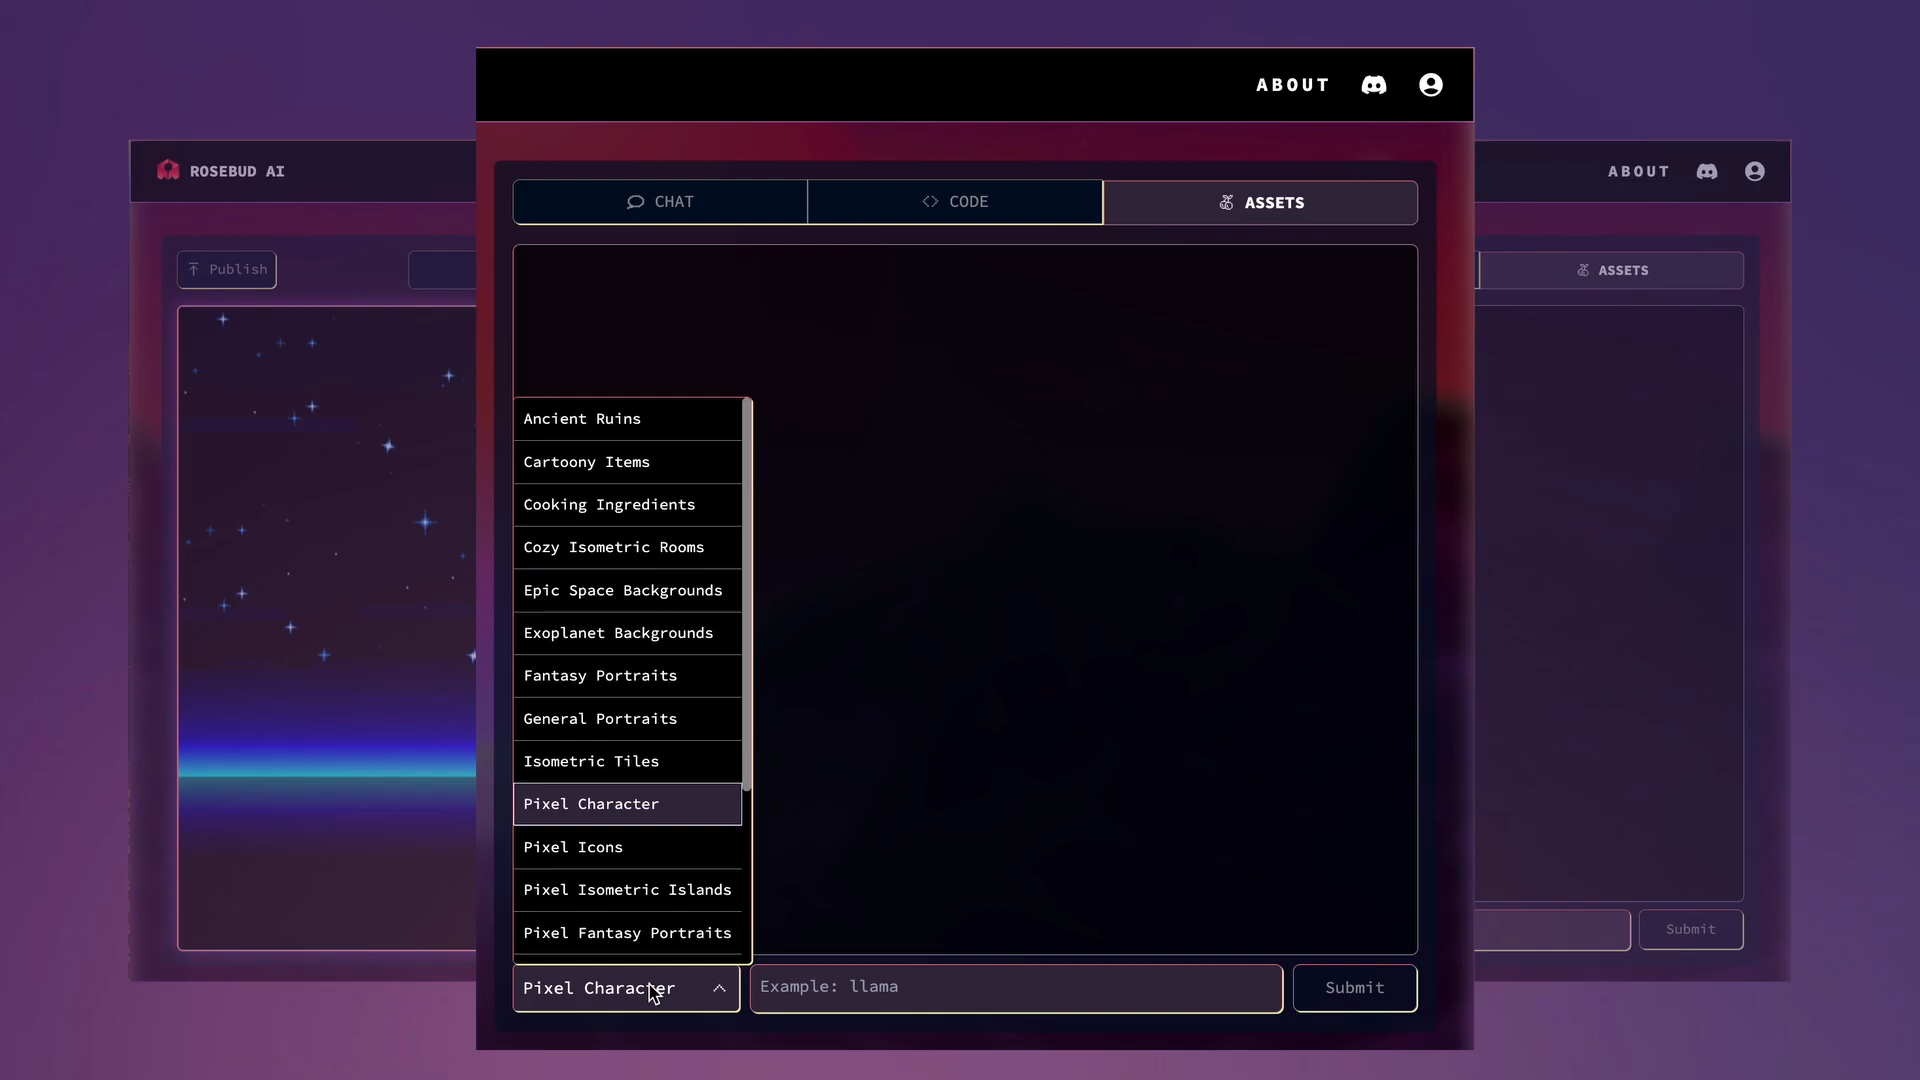 ABOUT
ROSEBUD AI
ABOUT
CHAT
CODE
ASSETS
Publish
ASSETS
Ancient Ruins
Cartoony Items
Cooking Ingredients
Cozy Isometric Rooms
Epic Space Backgrounds
Exoplanet Backgrounds
Fantasy Portraits
General Portraits
Isometric Tiles
Pixel Character
Pixel Icons
Pixel Isometric Islands
Pixel Fantasy Portraits
Submit
Pixel Character
Example: llama
Submit